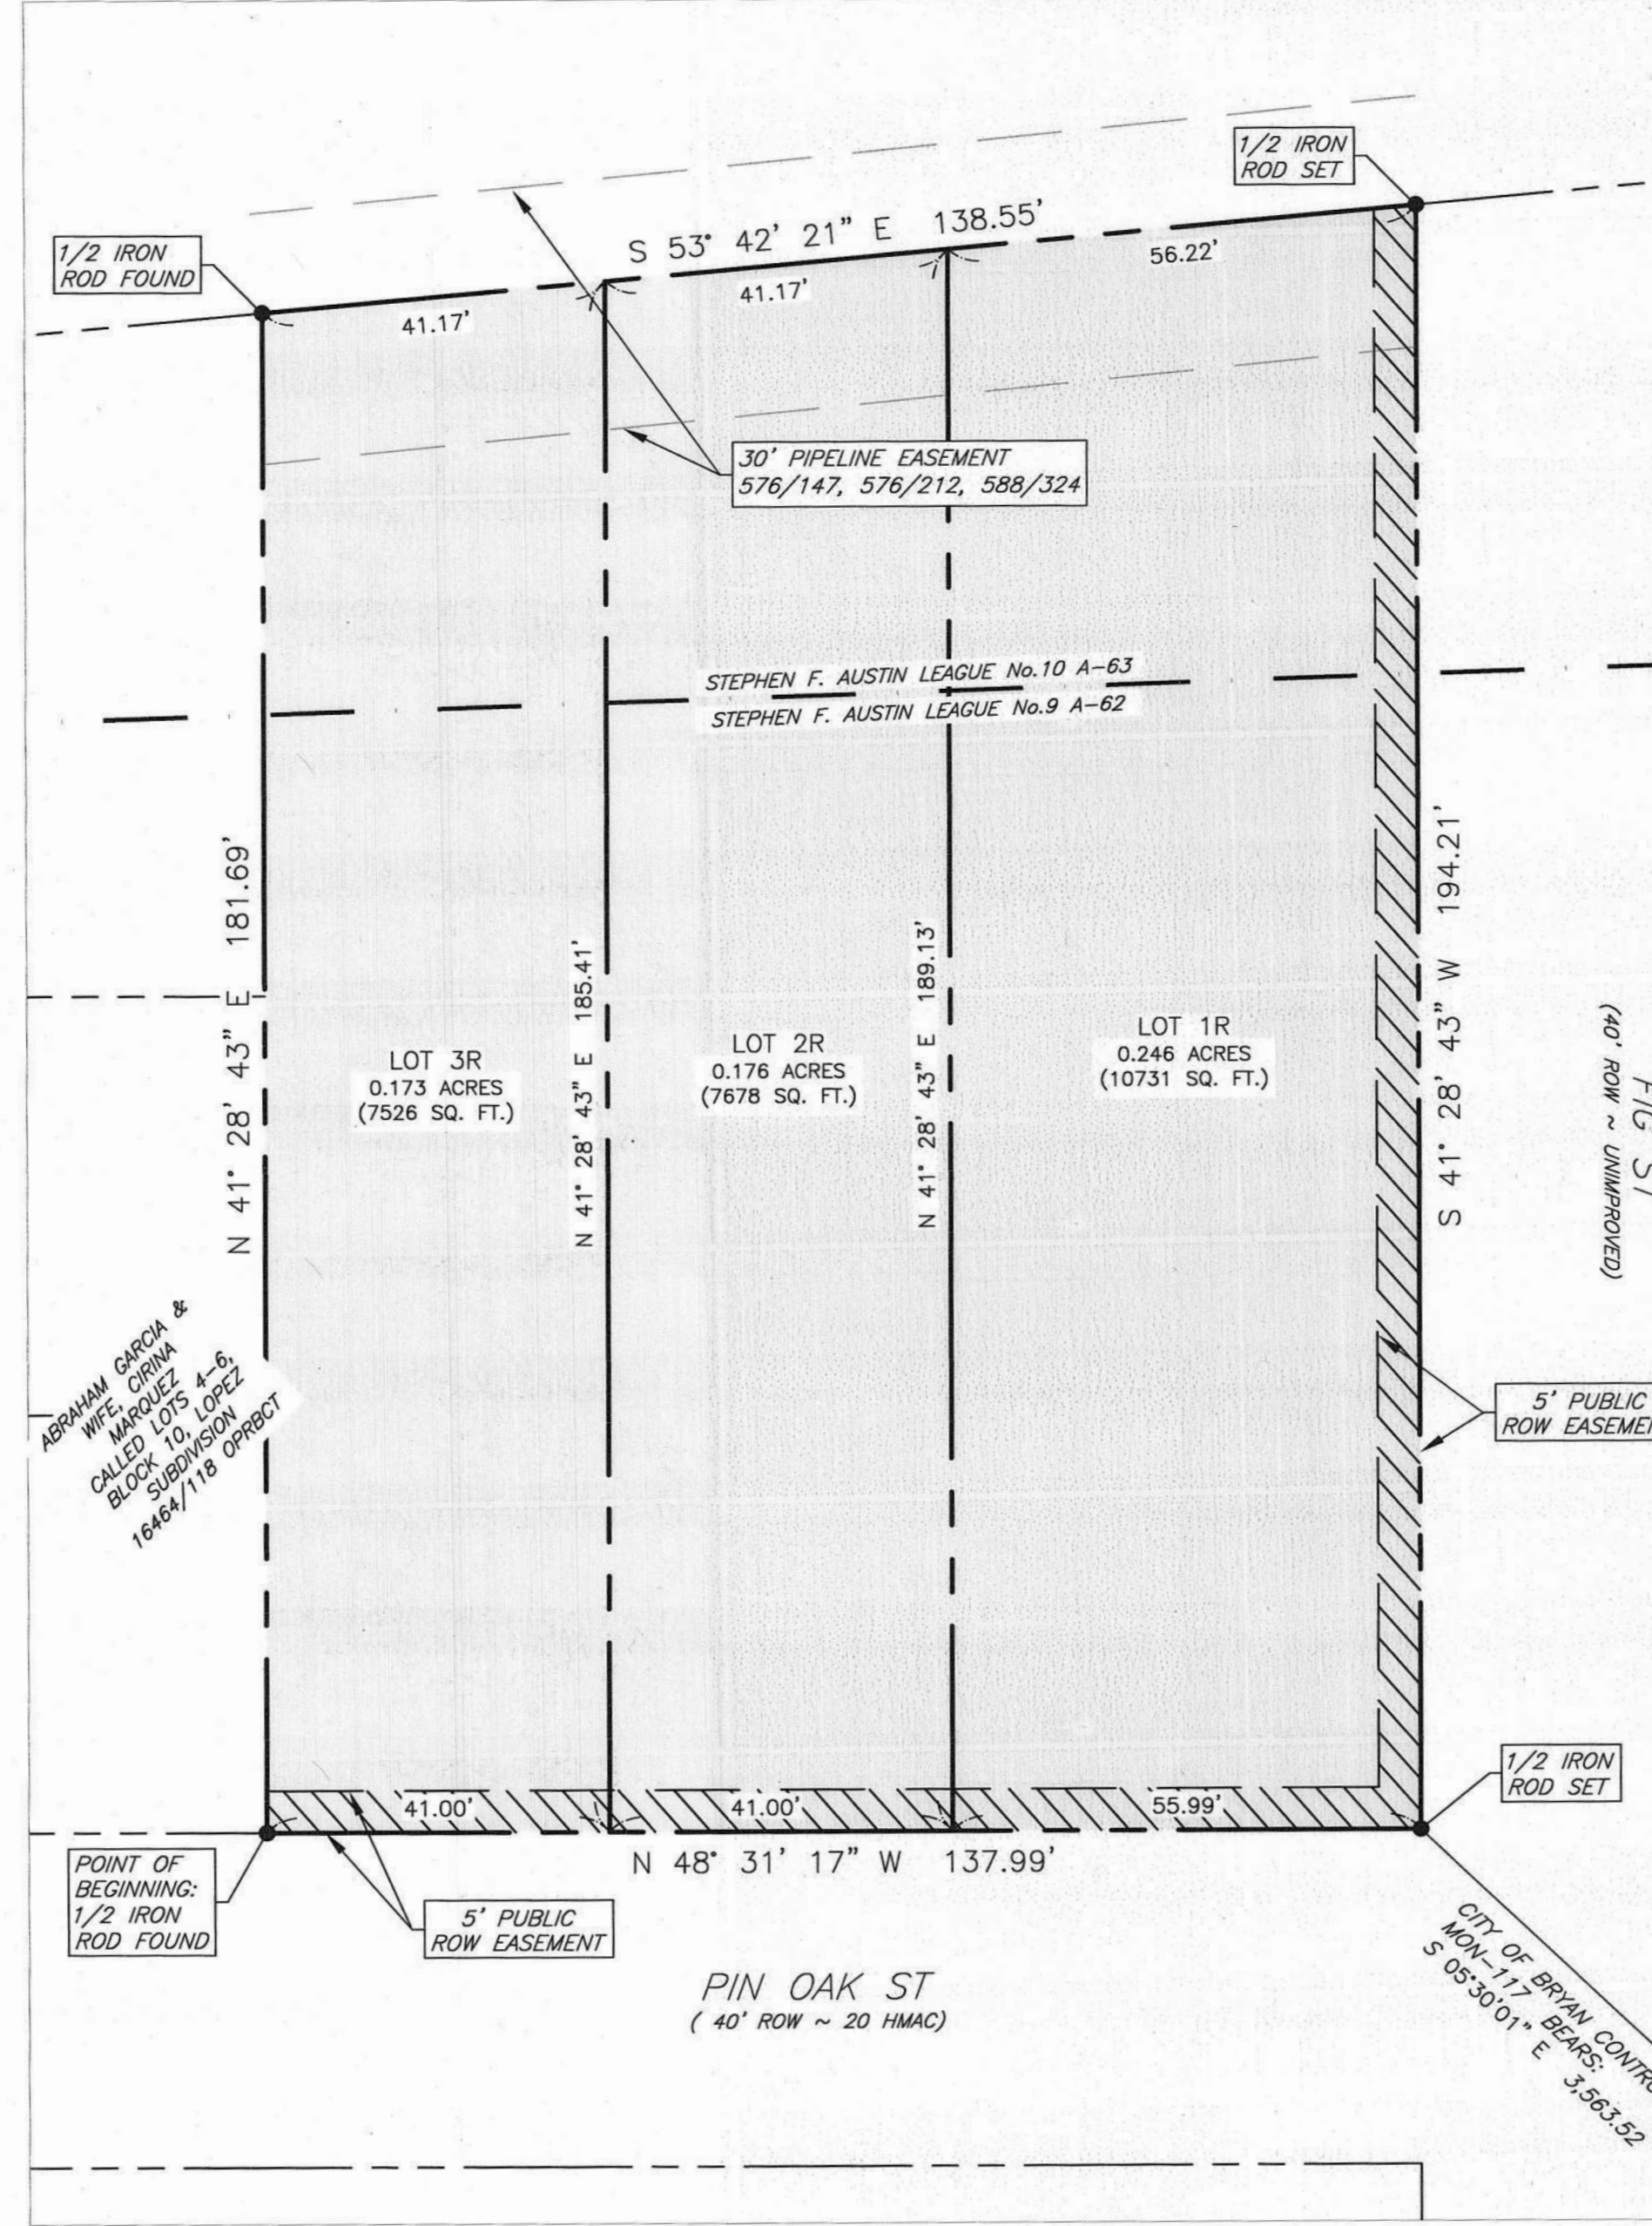 1/2 IRON
ROD SET
1/2 IRON
ROD FOUND
S 53° 42' 21" E 138.55'
41.17'
41.17'
56.22'
30' PIPELINE EASEMENT
576/147, 576/212, 588/324
STEPHEN F. AUSTIN LEAGUE No.10 A-63
STEPHEN F. AUSTIN LEAGUE No.9 A-62
N 41° 28' 43" E 181.69'
N 41° 28' 43" E 185.41'
N 41° 28' 43" E 189.13'
S 41° 28' 43" W 194.21'
LOT 3R
0.173 ACRES
(7526 SQ. FT.)
LOT 2R
0.176 ACRES
(7678 SQ. FT.)
LOT 1R
0.246 ACRES
(10731 SQ. FT.)
FIG ST
(40' ROW ~ UNIMPROVED)
ABRAHAM GARCIA &
WIFE, CIRINA
MARQUEZ
CALLED LOTS 4-6,
BLOCK 10, LOPEZ
SUBDIVISION
16464/118 OPRBCT
5' PUBLIC
ROW
41.00'
41.00'
55.99'
N 48° 31' 17" W 137.99'
1/2 IRON
ROD SET
POINT OF
BEGINNING:
1/2 IRON
ROD FOUND
5' PUBLIC
ROW EASEMENT
PIN OAK ST
( 40' ROW ~ 20 HMAC)
CITY OF BRYAN
MON-117 BEARS:
S 05°30'01" E 3,563.52